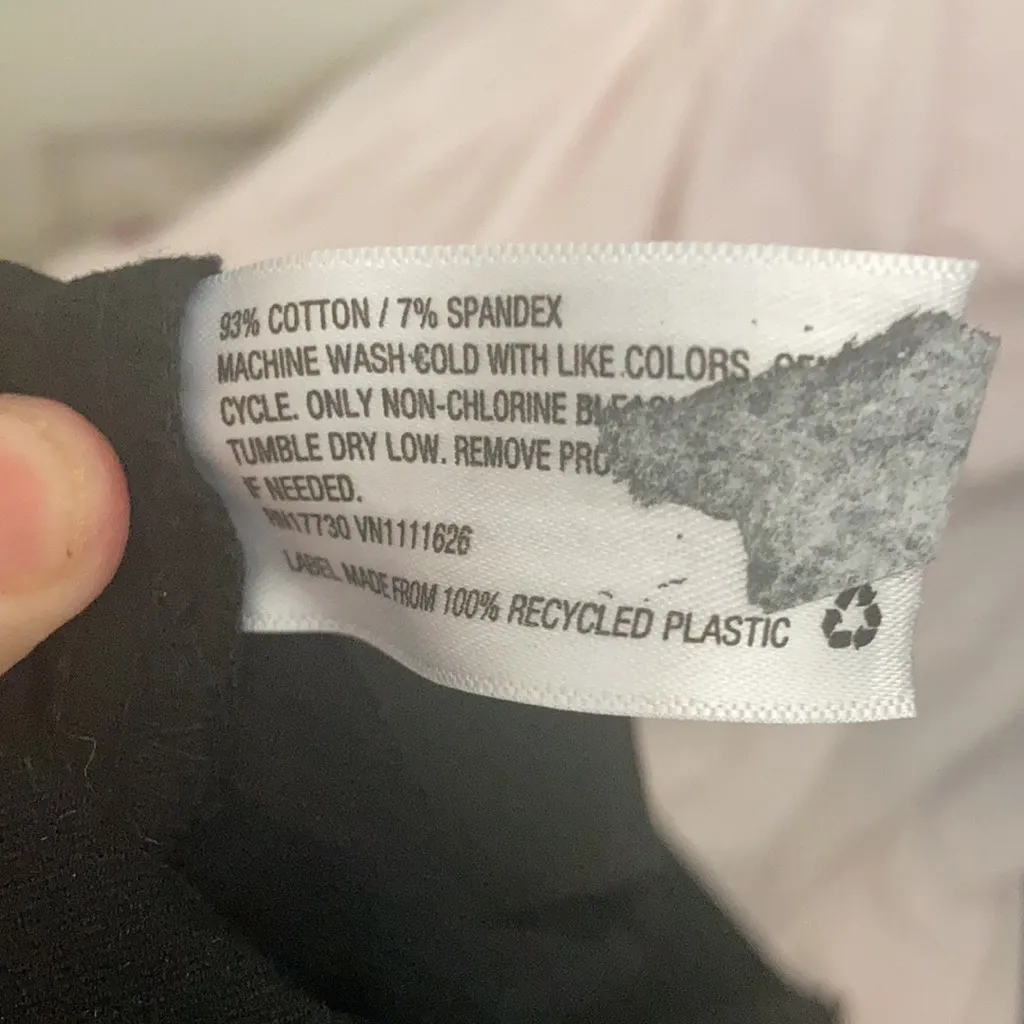 93% COTTON / 7% SPANDEX
MACHINE WASH COLD WITH LIKE COLORS
CYCLE. ONLY NON-CHLORINE
TUMBLE DRY LOW. REMOVE
IF NEEDED.
RN17730 VN1111626
LABEL MADE FROM 100% RECYCLED PLASTIC